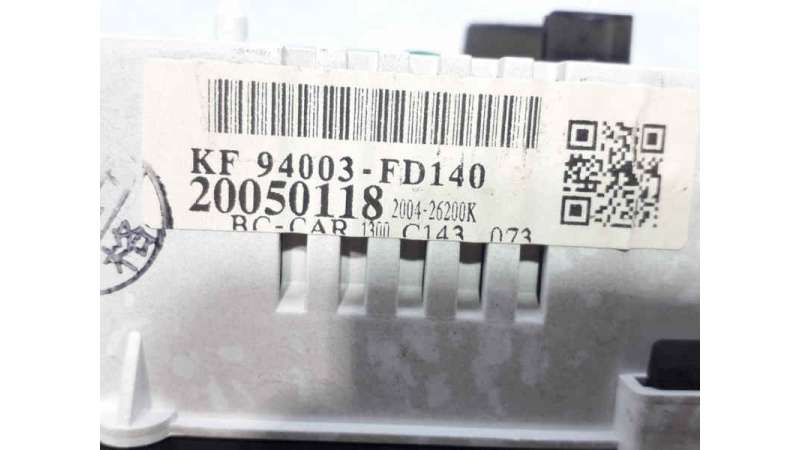 KF 94003-FD140
20050118 2004-26200K
BC-CAR 1300 C143 073